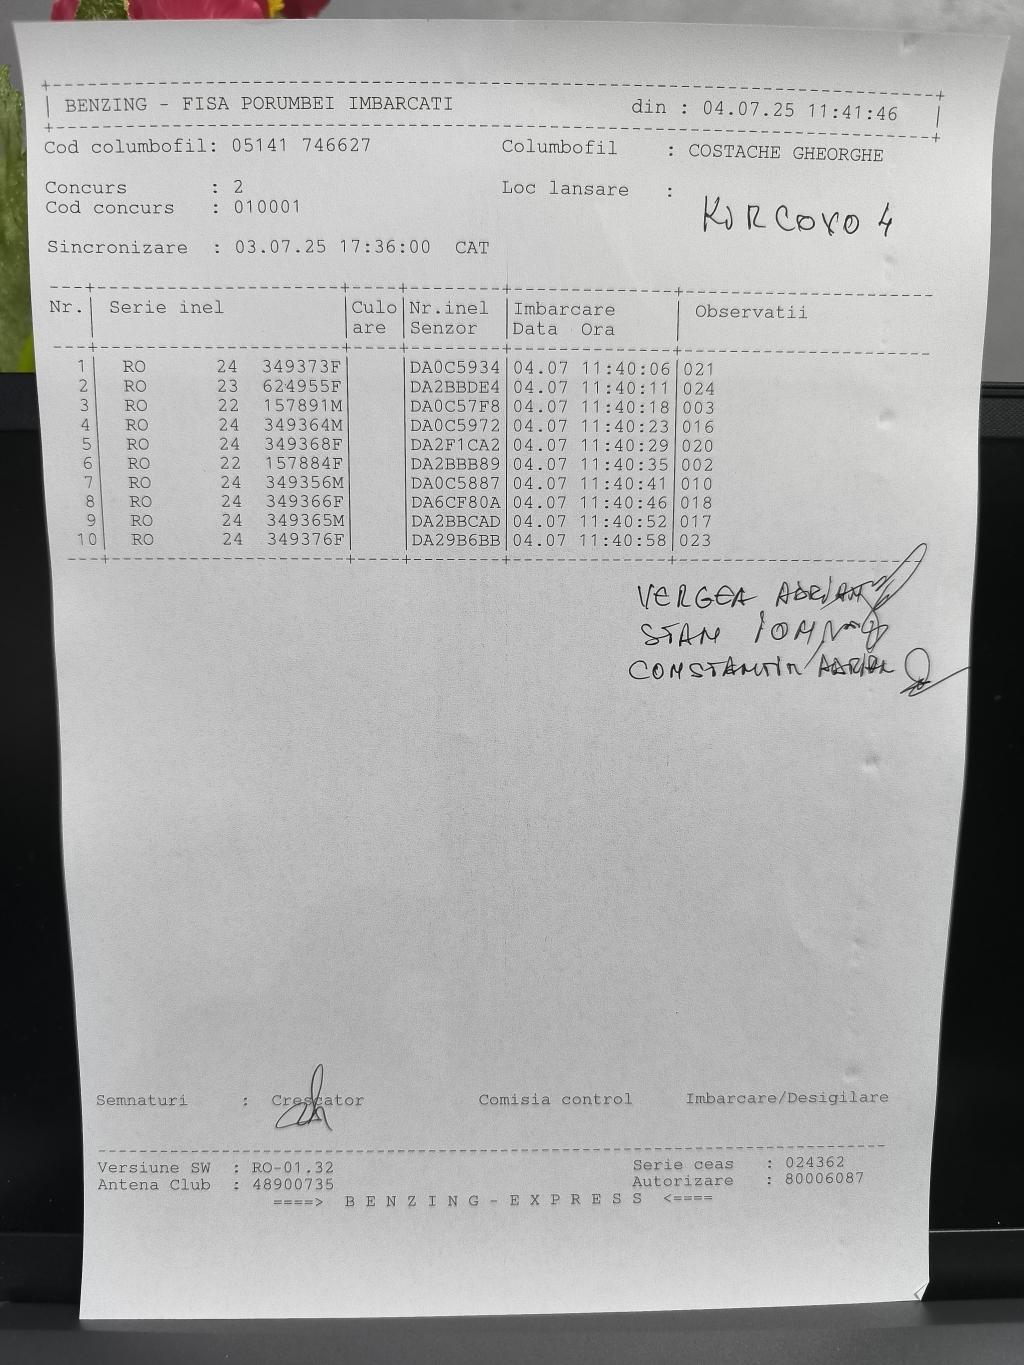 BENZING - FISA PORUMBEI IMBARCATI din : 04.07.25 11:41:46
Cod columbofil: 05141 746627 Columbofil : COSTACHE GHEORGHE
Concurs : 2 Loc lansare :
Cod concurs : 010001 KURCOVO 4
Sincronizare : 03.07.25 17:36:00 CAT
Nr. Serie inel Culo Nr.inel Imbarcare Observatii
are Senzor Data Ora
1 RO 24 349373F DA0C5934 04.07 11:40:06 021
2 RO 23 624955F DA2BBDE4 04.07 11:40:11 024
3 RO 22 157891M DA0C57F8 04.07 11:40:18 003
4 RO 24 349364M DA0C5972 04.07 11:40:23 016
5 RO 24 349368F DA2F1CA2 04.07 11:40:29 020
6 RO 22 157884F DA2BBB89 04.07 11:40:35 002
7 RO 24 349356M DA0C5887 04.07 11:40:41 010
8 RO 24 349366F DA6CF80A 04.07 11:40:46 018
9 RO 24 349365M DA2BBCAD 04.07 11:40:52 017
10 RO 24 349376F DA29B6BB 04.07 11:40:58 023
VERGEA ADRIAN
STAN
CONSTANTIN ADRIAN
Semnaturi : Crescator Comisia control Imbarcare/Desigilare
Versiune SW : RO-01.32 Serie ceas : 024362
Antena Club : 48900735 Autorizare : 80006087
====> B E N Z I N G - E X P R E S S <====